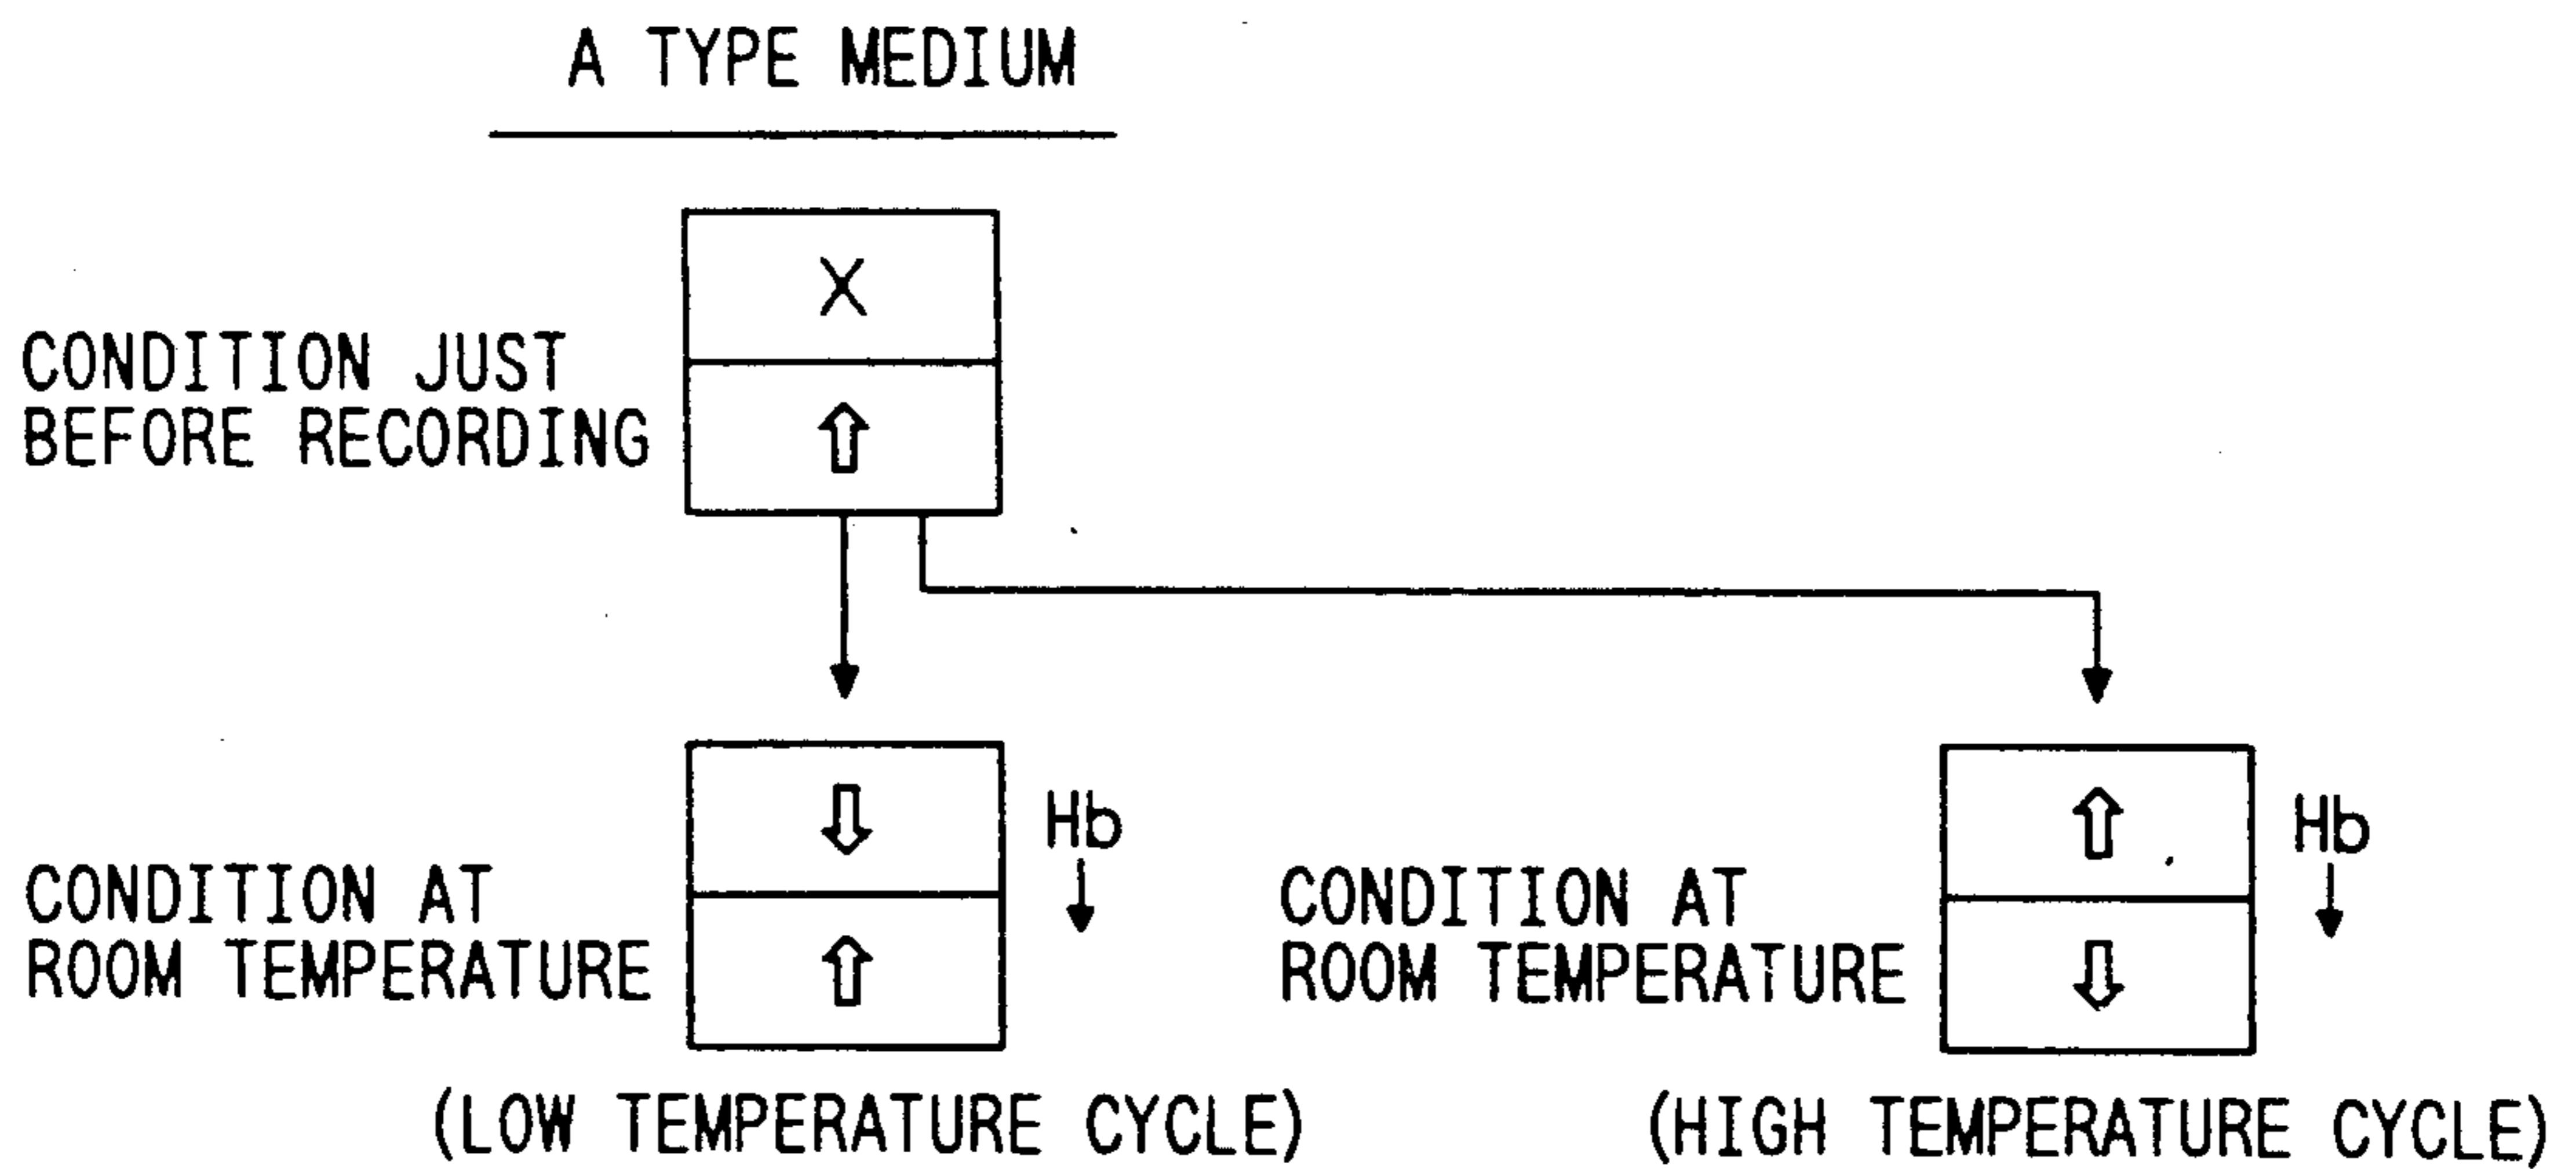 A TYPE MEDIUM
X
CONDITION JUST
BEFORE RECORDING
Hb
CONDITION AT
ROOM TEMPERATURE
(LOW TEMPERATURE CYCLE)
Hb
CONDITION AT
ROOM TEMPERATURE
(HIGH TEMPERATURE CYCLE)